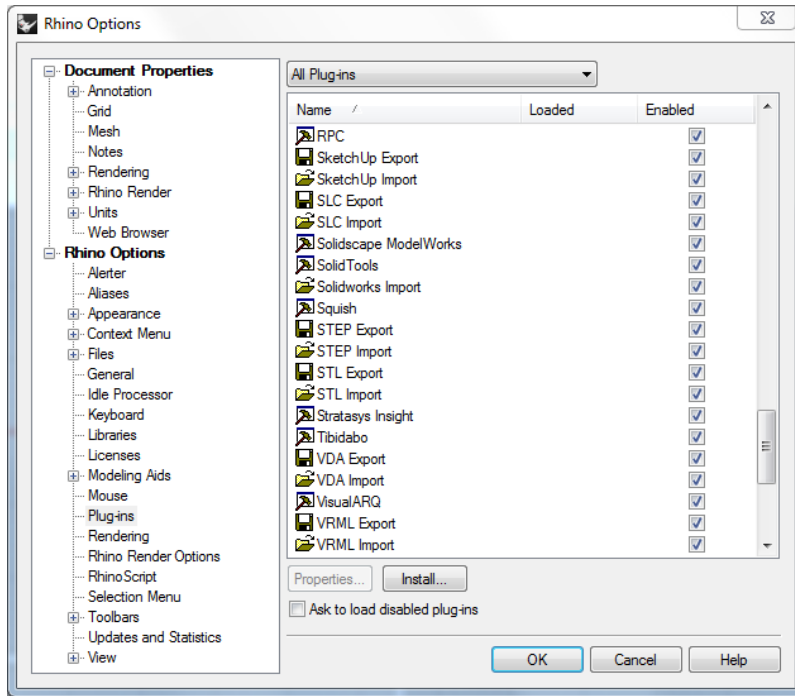 Rhino Options
Document Properties
Annotation
Grid
Mesh
Notes
Rendering
Rhino Render
Units
Web Browser
Rhino Options
Alerter
Aliases
Appearance
Context Menu
Files
General
Idle Processor
Keyboard
Libraries
Licenses
Modeling Aids
Mouse
Plug-ins
Rendering
Rhino Render Options
RhinoScript
Selection Menu
Toolbars
Updates and Statistics
View
All Plug-ins
Name Loaded Enabled
RPC
SketchUp Export
SketchUp Import
SLC Export
SLC Import
Solidscape ModelWorks
SolidTools
Solidworks Import
Squish
STEP Export
STEP Import
STL Export
STL Import
Stratasys Insight
Tibidabo
VDA Export
VDA Import
VisualARQ
VRML Export
VRML Import
Properties... Install...
Ask to load disabled plug-ins
OK Cancel Help